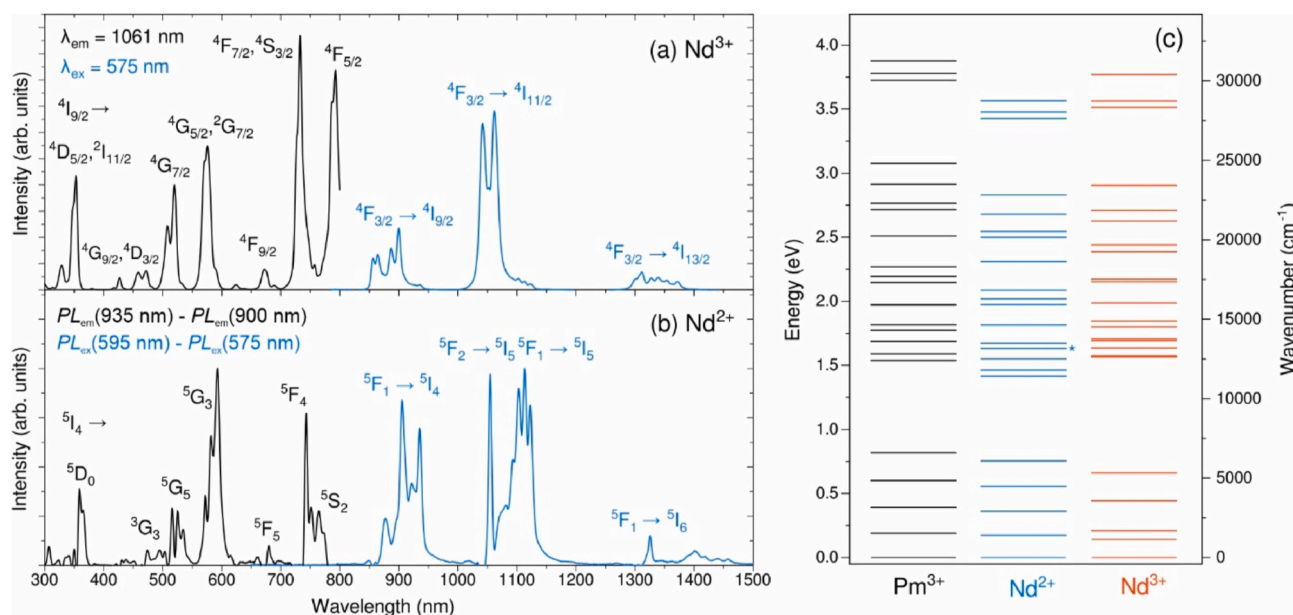 λem = 1061 nm
λex = 575 nm
(a) Nd3+
4I9/2 →
4D5/2,2I11/2
4G9/2,4D3/2
4G7/2
4G5/2,2G7/2
4F9/2
4F7/2,4S3/2
4F5/2
4F3/2 → 4I9/2
4F3/2 → 4I11/2
4F3/2 → 4I13/2
Intensity (arb. units)
PLem(935 nm) - PLem(900 nm)
PLex(595 nm) - PLex(575 nm)
(b) Nd2+
5I4 →
5D0
3G3
5G5
5G3
5F5
5F4
5S2
5F1 → 5I4
5F2 → 5I5 5F1 → 5I5
5F1 → 5I6
Intensity (arb. units)
300 400 500 600 700 800 900 1000 1100 1200 1300 1400 1500
Wavelength (nm)
(c)
4.0
3.5
3.0
2.5
2.0
1.5
1.0
0.5
0.0
Energy (eV)
*
30000
25000
20000
15000
10000
5000
0
Wavenumber (cm-1)
Pm3+ Nd2+ Nd3+